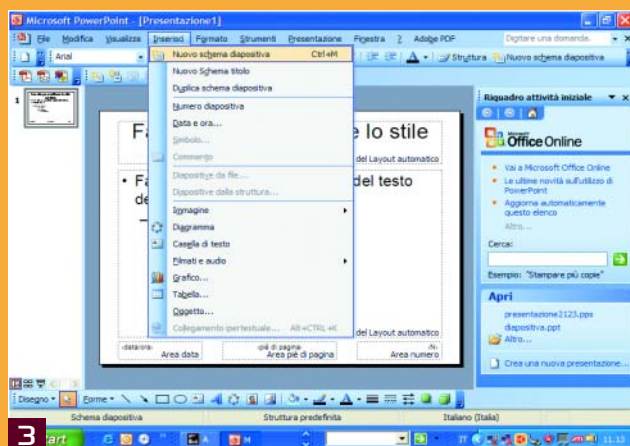 Microsoft PowerPoint - [Presentazione1]
File Modifica Visualizza Inserisci Formato Strumenti Presentazione Finestra ? Adobe PDF Digitare una domanda.
Arial Struttura Nuovo schema diapositiva
Nuovo schema diapositiva Ctrl+M
Nuovo Schema titolo
Duplica schema diapositiva
Numero diapositiva
Data e ora...
Simbolo...
Commento
Diapositive da file...
Diapositive dalla struttura...
Immagine
Diagramma
Casella di testo
Filmati e audio
Grafico...
Tabella...
Oggetto...
Collegamento ipertestuale... Alt+CTRL+K
1
e lo stile
del Layout automatico
del testo
del Layout automatico
<data/ora>
Area data
<piè di pagina>
Area piè di pagina
<N>
Area numero
Riquadro attività iniziale
Microsoft
Office Online
Vai a Microsoft Office Online
Le ultime novità sull'utilizzo di PowerPoint
Aggiorna automaticamente questo elenco
Altro...
Cerca:
Esempio: "Stampare più copie"
Apri
presentazione2123.pps
diapositiva.ppt
Altro...
Crea una nuova presentazione...
Disegno Forme
Schema diapositiva Struttura predefinita Italiano (Italia)
3
start IT 11.13